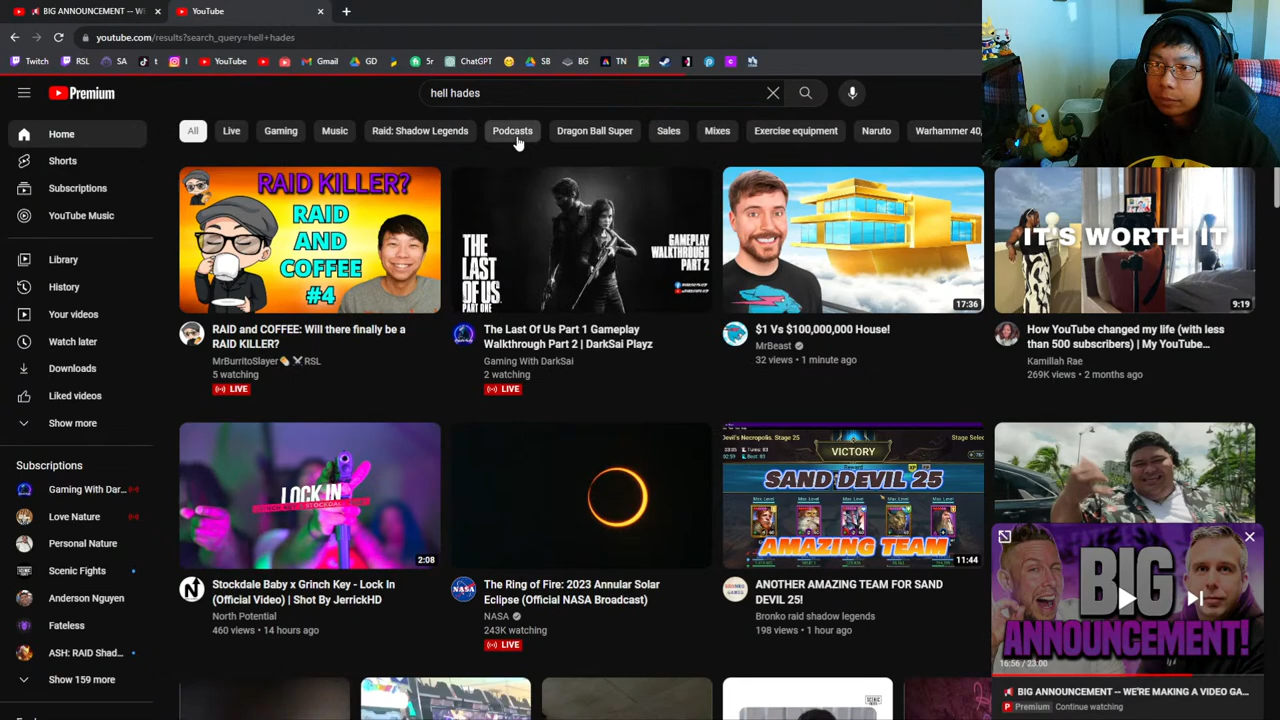 BIG ANNOUNCEMENT -- WE
YouTube
youtube.com/results?search_query=hell+hades
Twitch
RSL
SA
t
I
YouTube
Gmail
GD
5r
ChatGPT
SB
BG
TN
Premium
hell hades
All
Live
Gaming
Music
Raid: Shadow Legends
Podcasts
Dragon Ball Super
Sales
Mixes
Exercise equipment
Naruto
Warhammer 40,
Home
Shorts
Subscriptions
YouTube Music
Library
History
Your videos
Watch later
Downloads
Liked videos
Show more
Subscriptions
Gaming With Dar...
Love Nature
Personal Nature
Scenic Fights
Anderson Nguyen
Fateless
ASH: RAID Shad...
Show 159 more
RAID KILLER?
RAID
AND
COFFEE
#4
RAID and COFFEE: Will there finally be a
RAID KILLER?
MrBurritoSlayer🌯 ⚔️RSL
5 watching
LIVE
THE
LAST
OF US
PART ONE
GAMEPLAY
WALKTHROUGH
PART 2
The Last Of Us Part 1 Gameplay
Walkthrough Part 2 | DarkSai Playz
Gaming With DarkSai
2 watching
LIVE
17:36
$1 Vs $100,000,000 House!
MrBeast
32 views • 1 minute ago
IT'S WORTH IT
9:19
How YouTube changed my life (with less
than 500 subscribers) | My YouTube...
Kamillah Rae
269K views • 2 months ago
LOCK IN
2:08
Stockdale Baby x Grinch Key - Lock In
(Official Video) | Shot By JerrickHD
North Potential
460 views • 14 hours ago
The Ring of Fire: 2023 Annular Solar
Eclipse (Official NASA Broadcast)
NASA
243K watching
LIVE
Devil's Necropolis. Stage 25
VICTORY
Stage Selec
SAND DEVIL 25
AMAZING TEAM
11:44
ANOTHER AMAZING TEAM FOR SAND
DEVIL 25!
Bronko raid shadow legends
198 views • 1 hour ago
BIG
ANNOUNCEMENT!
16:56 / 23:00
BIG ANNOUNCEMENT -- WE'RE MAKING A VIDEO GA...
Premium
Continue watching